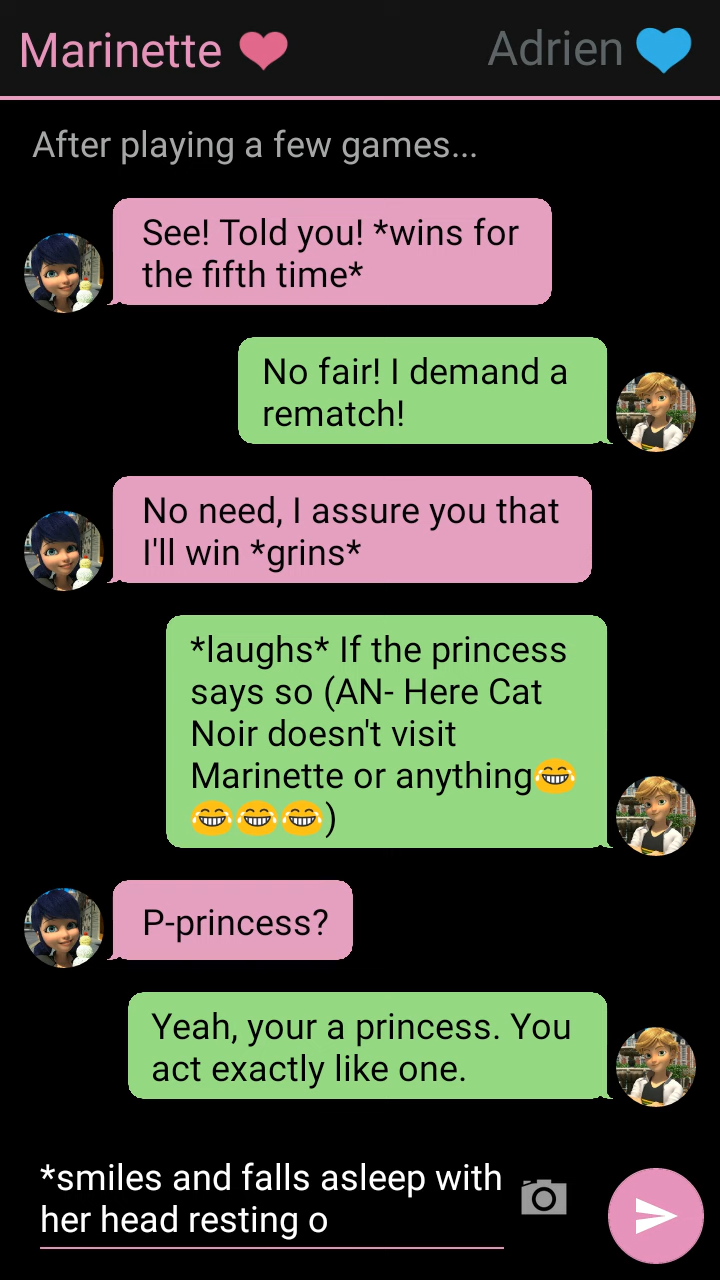 Marinette 💗 Adrien 💙
After playing a few games...
See! Told you! *wins for
the fifth time*
No fair! I demand a
rematch!
No need, I assure you that
I'll win *grins*
*laughs* If the princess
says so (AN- Here Cat
Noir doesn't visit
Marinette or anything😂
😂😂😂)
P-princess?
Yeah, your a princess. You
act exactly like one.
*smiles and falls asleep with
her head resting o